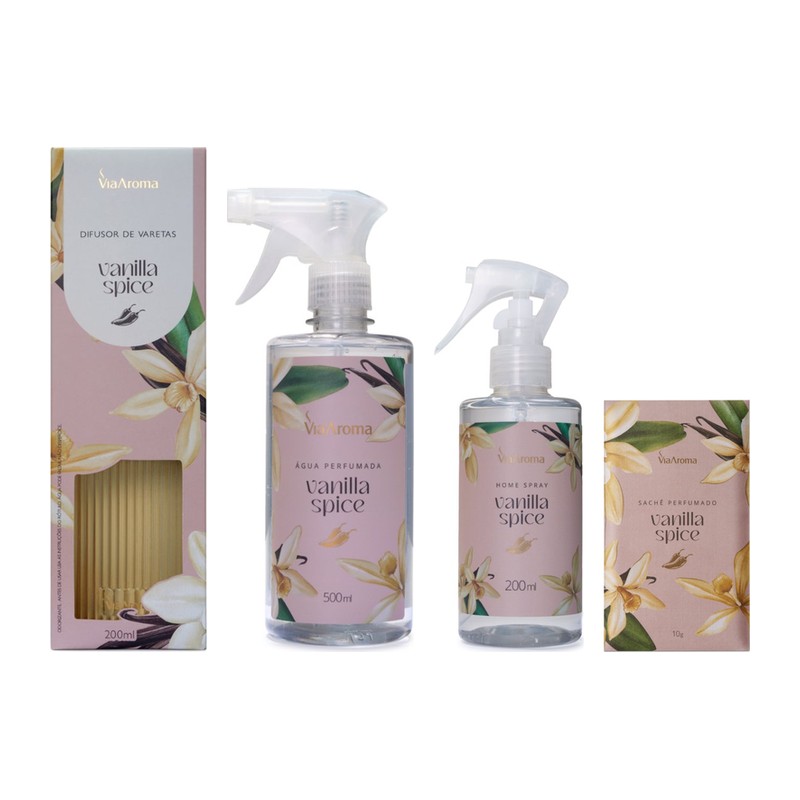 ViaAroma
DIFUSOR DE VARETAS
vanilla
spice
200ml
ViaAroma
ÁGUA PERFUMADA
vanilla
spice
500ml
ViaAroma
HOME SPRAY
vanilla
spice
200ml
ViaAroma
SACHÊ PERFUMADO
vanilla
spice
10g